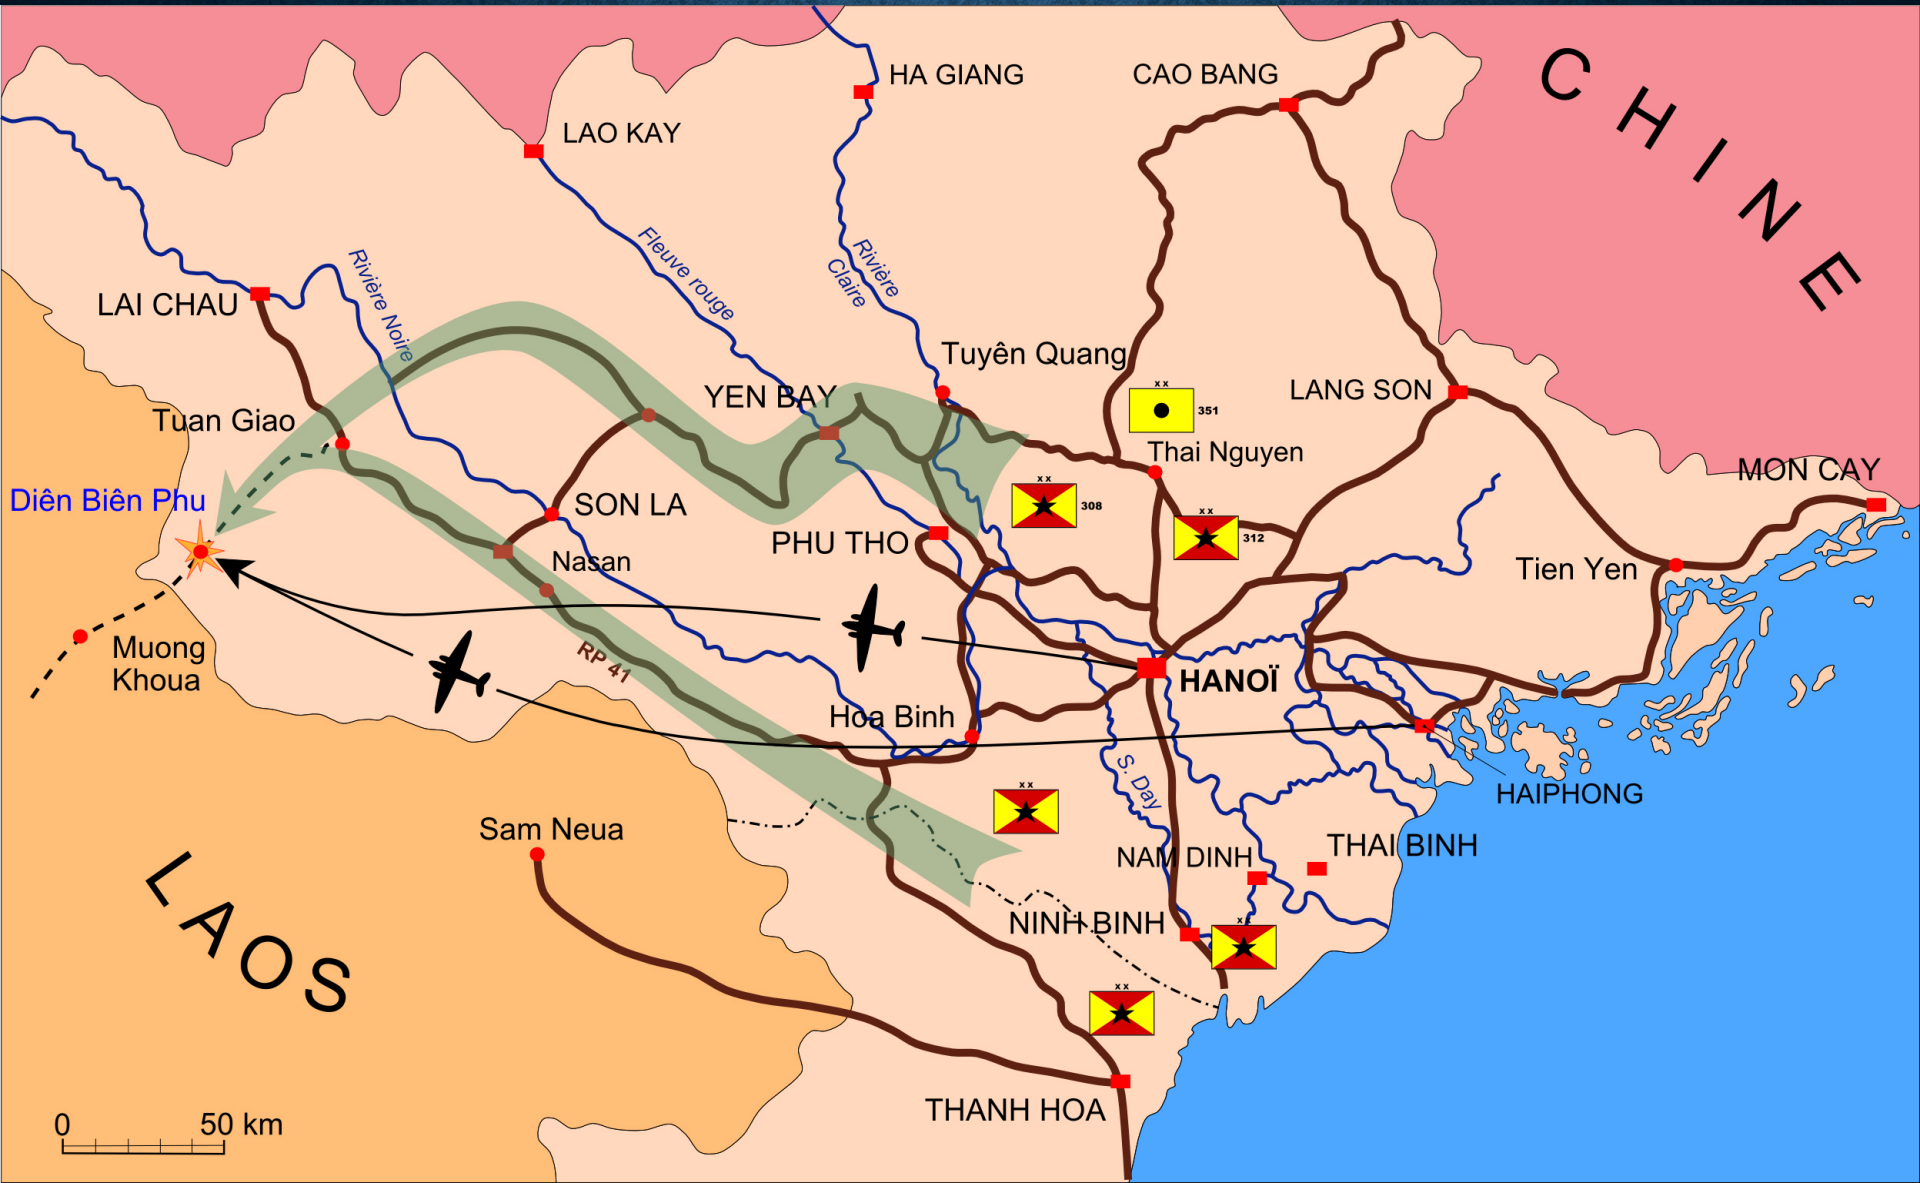 HA GIANG
CAO BANG
CHINE
LAO KAY
Rivière Noire
Fleuve rouge
Rivière
Claire
LAI CHAU
Tuyên Quang
YEN BAY
LANG SON
x x
351
Tuan Giao
Thai Nguyen
MON CAY
x x
308
Diên Biên Phu
SON LA
x x
312
PHU THO
Nasan
Tien Yen
Muong
Khoua
RP 41
HANOÏ
Hoa Binh
S. Day
HAIPHONG
x x
Sam Neua
THAI BINH
NAM DINH
LAOS
NINH BINH
x x
x x
THANH HOA
0
50 km